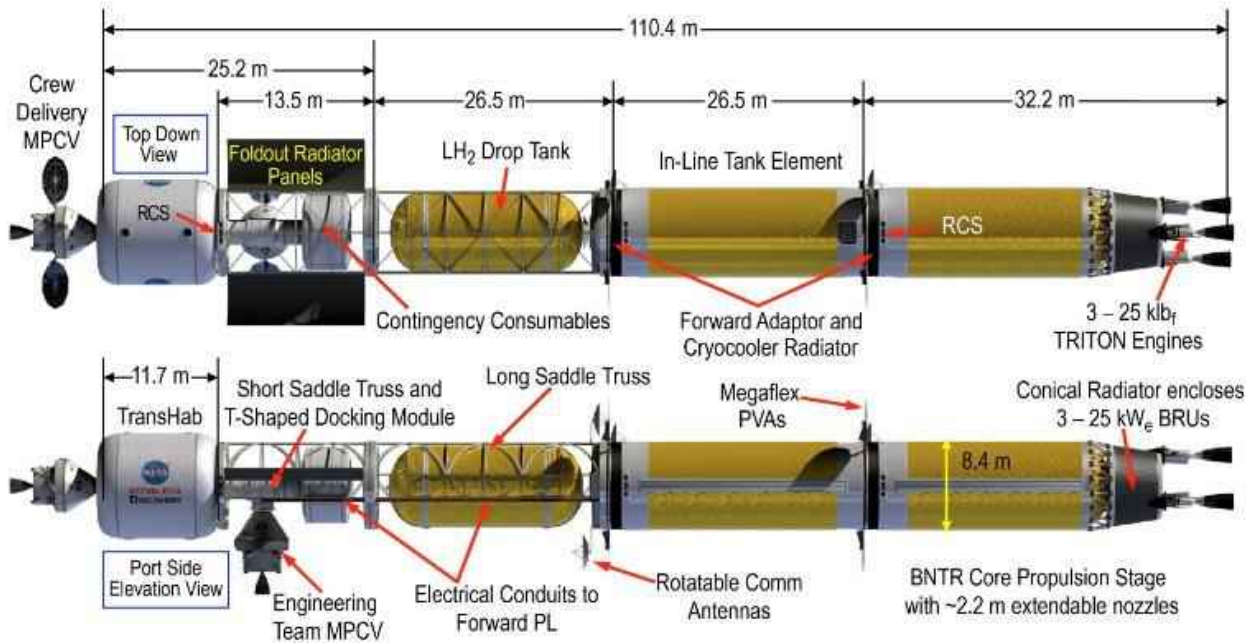 110.4 m
25.2 m
13.5 m
26.5 m
26.5 m
32.2 m
Crew
Delivery
MPCV
Top Down
View
Foldout Radiator
Panels
LH2 Drop Tank
In-Line Tank Element
RCS
RCS
Contingency Consumables
Forward Adaptor and
Cryocooler Radiator
3 – 25 klbf
TRITON Engines
11.7 m
TransHab
Short Saddle Truss and
T-Shaped Docking Module
Long Saddle Truss
Megaflex
PVAs
Conical Radiator encloses
3 – 25 kWe BRUs
8.4 m
NASA
DISCOVERY
Port Side
Elevation View
Engineering
Team MPCV
Electrical Conduits to
Forward PL
Rotatable Comm
Antennas
BNTR Core Propulsion Stage
with ~2.2 m extendable nozzles